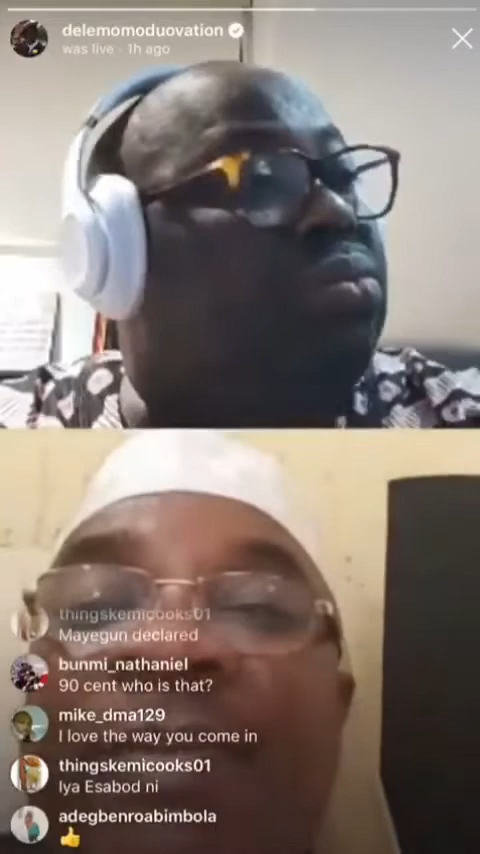 delemomoduovation
was live · 1h ago
thingskemicooks01
Mayegun declared
bunmi_nathaniel
90 cent who is that?
mike_dma129
I love the way you come in
thingskemicooks01
Iya Esabod ni
adegbenroabimbola
👍